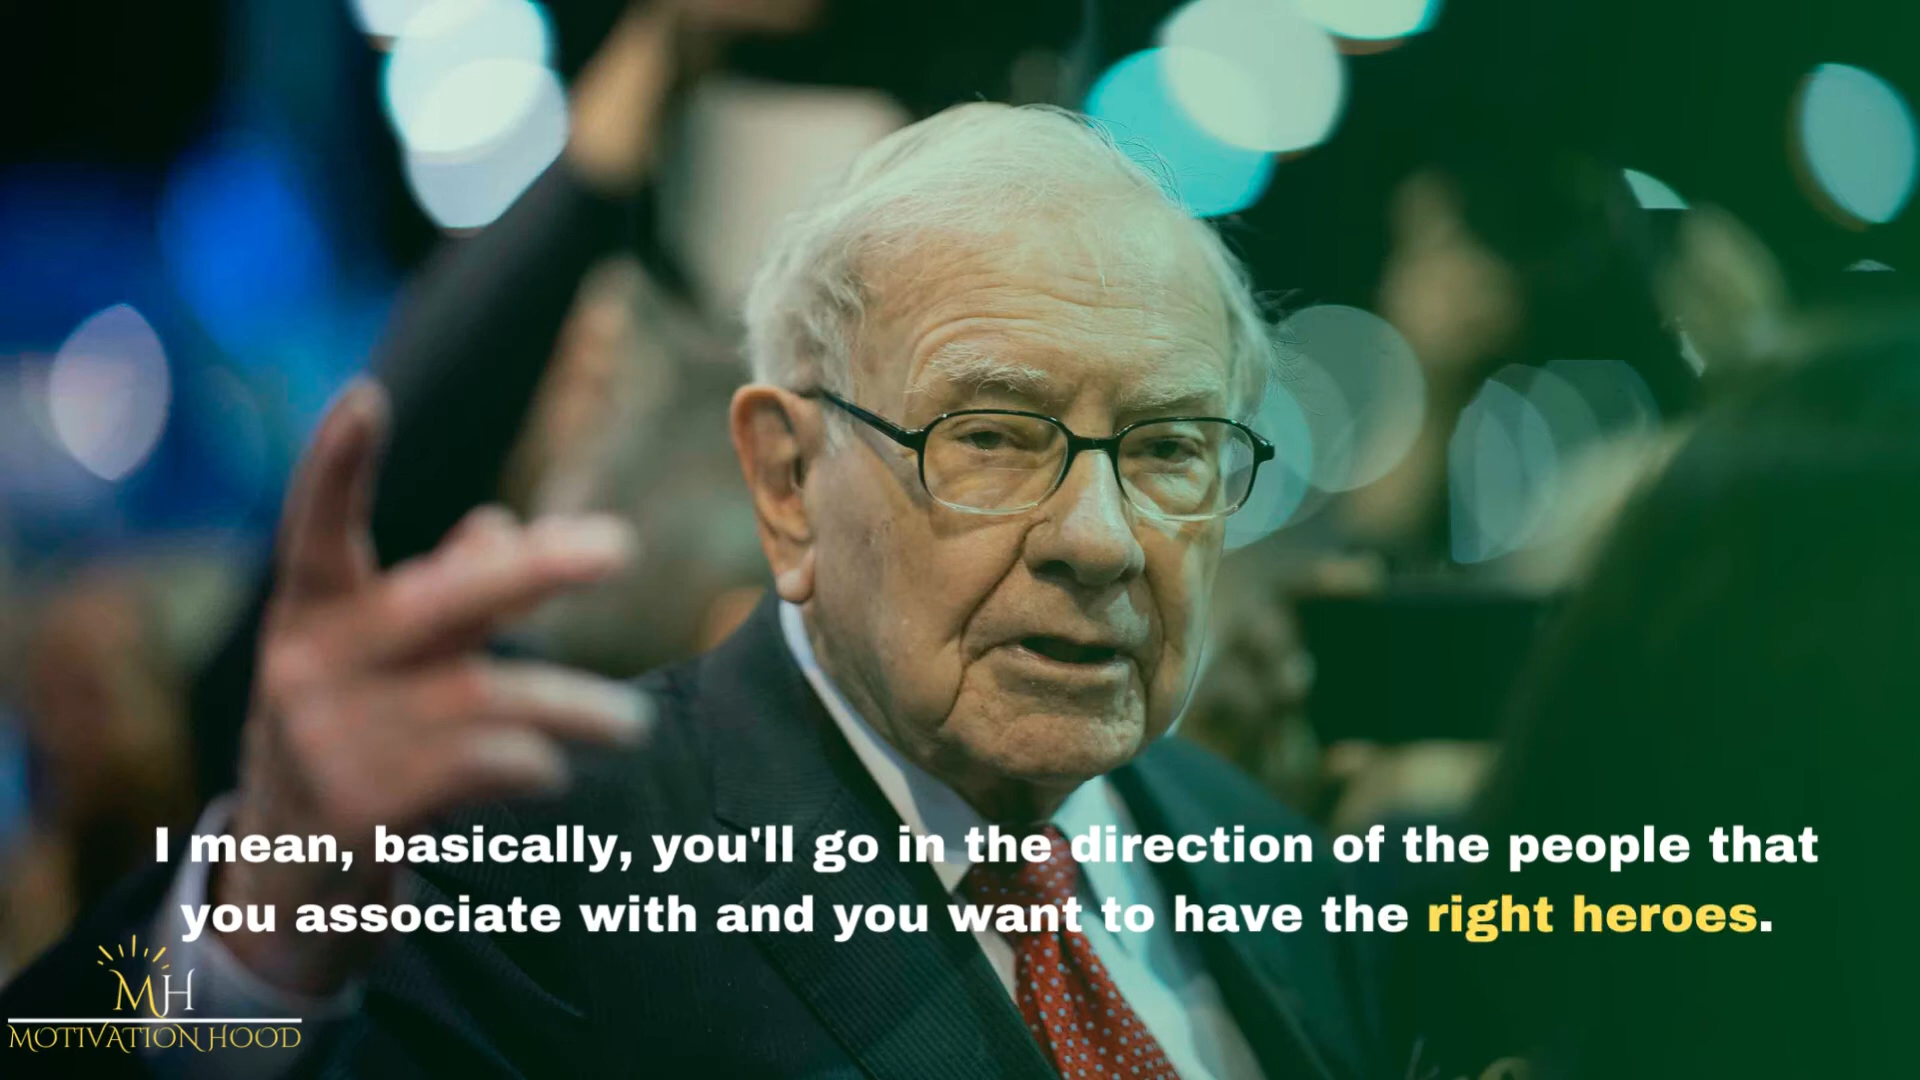 I mean, basically, you'll go in the direction of the people that
you associate with and you want to have the right heroes.
MH
MOTIVATION HOOD